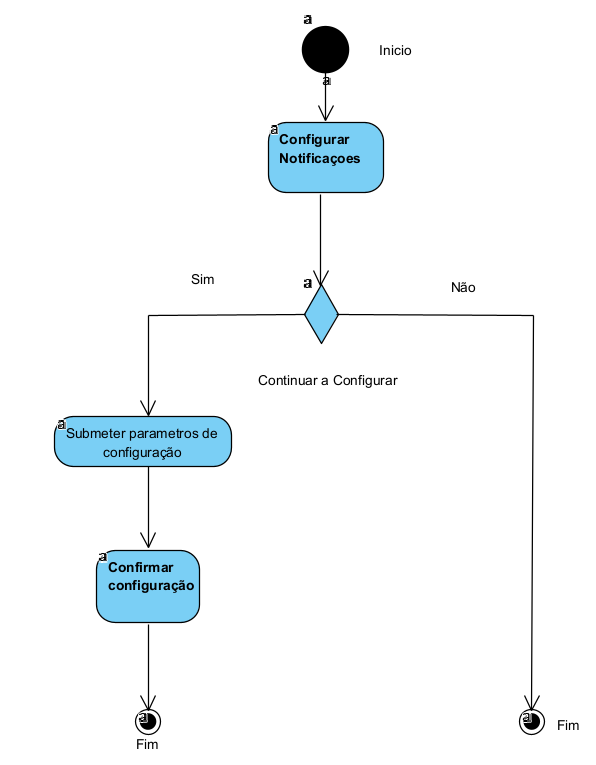 a
Inicio
a
a
Configurar
Notificaçoes
a
Sim
Não
Continuar a Configurar
a
Submeter parametros de
configuração
a
Confirmar
configuração
a
Fim
a
Fim